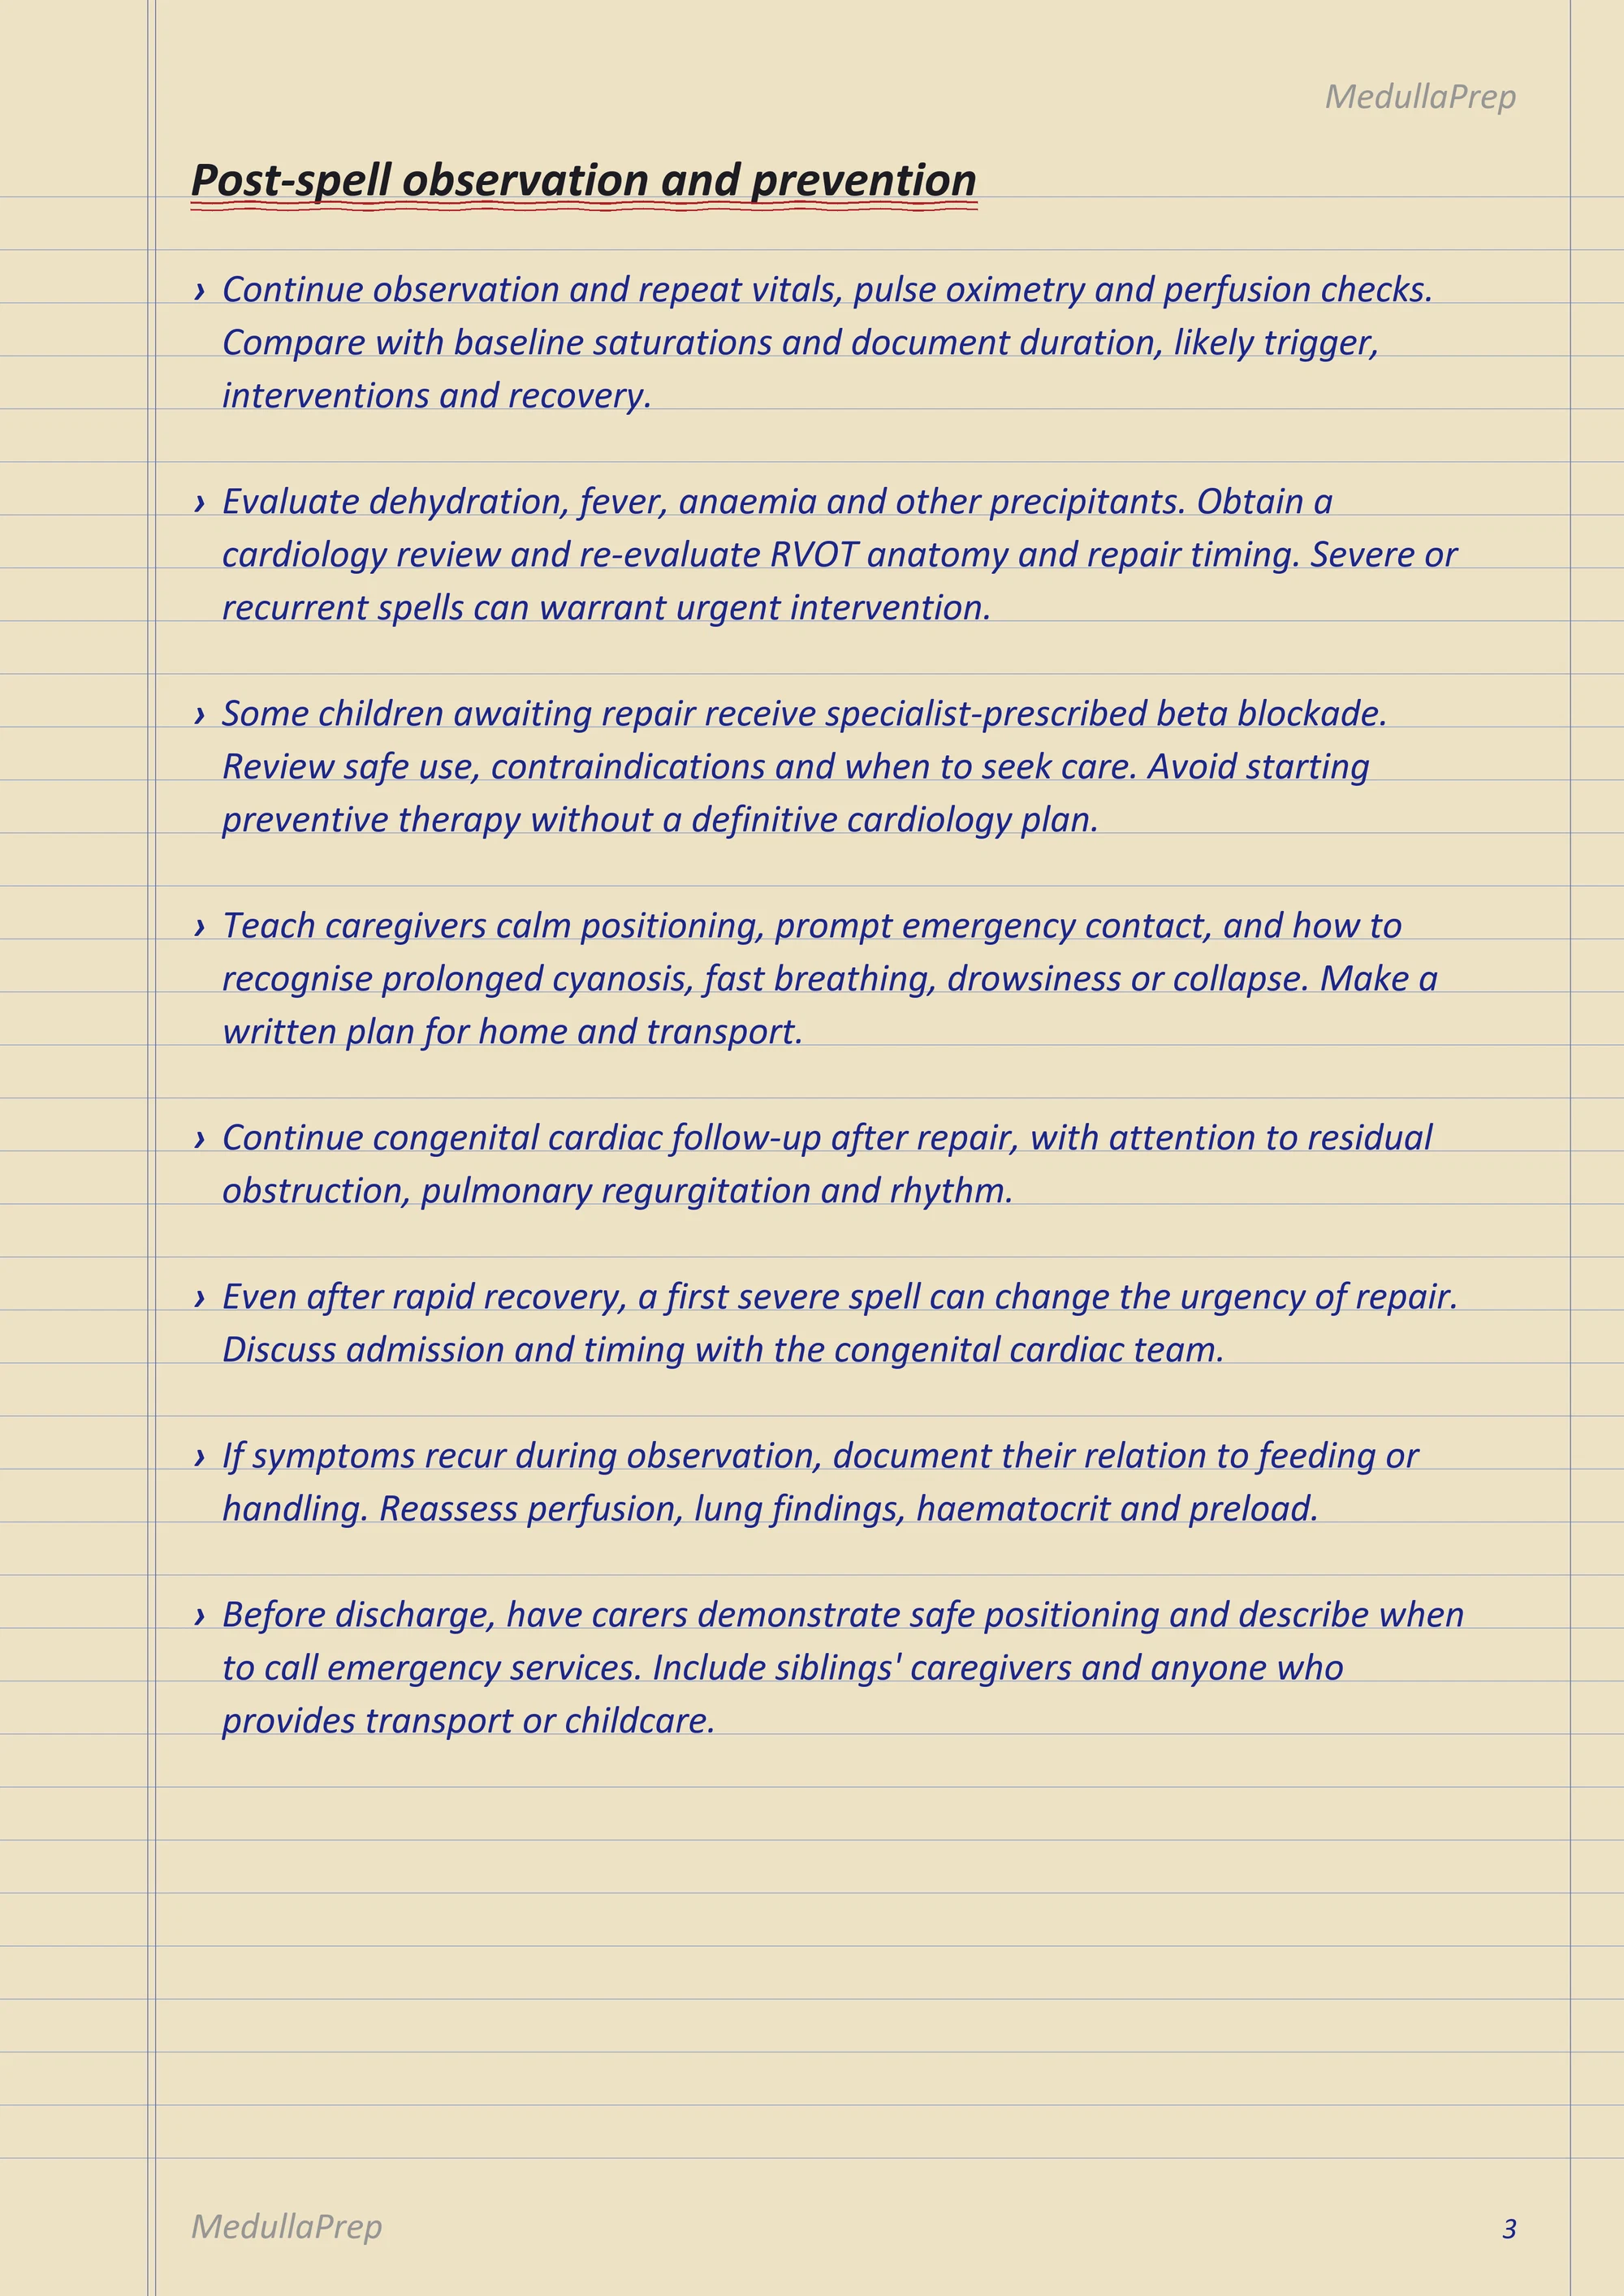 MedullaPrep
Post-spell observation and prevention
› Continue observation and repeat vitals, pulse oximetry and perfusion checks.
Compare with baseline saturations and document duration, likely trigger,
interventions and recovery.
› Evaluate dehydration, fever, anaemia and other precipitants. Obtain a
cardiology review and re-evaluate RVOT anatomy and repair timing. Severe or
recurrent spells can warrant urgent intervention.
› Some children awaiting repair receive specialist-prescribed beta blockade.
Review safe use, contraindications and when to seek care. Avoid starting
preventive therapy without a definitive cardiology plan.
› Teach caregivers calm positioning, prompt emergency contact, and how to
recognise prolonged cyanosis, fast breathing, drowsiness or collapse. Make a
written plan for home and transport.
› Continue congenital cardiac follow-up after repair, with attention to residual
obstruction, pulmonary regurgitation and rhythm.
› Even after rapid recovery, a first severe spell can change the urgency of repair.
Discuss admission and timing with the congenital cardiac team.
› If symptoms recur during observation, document their relation to feeding or
handling. Reassess perfusion, lung findings, haematocrit and preload.
› Before discharge, have carers demonstrate safe positioning and describe when
to call emergency services. Include siblings' caregivers and anyone who
provides transport or childcare.
MedullaPrep
3